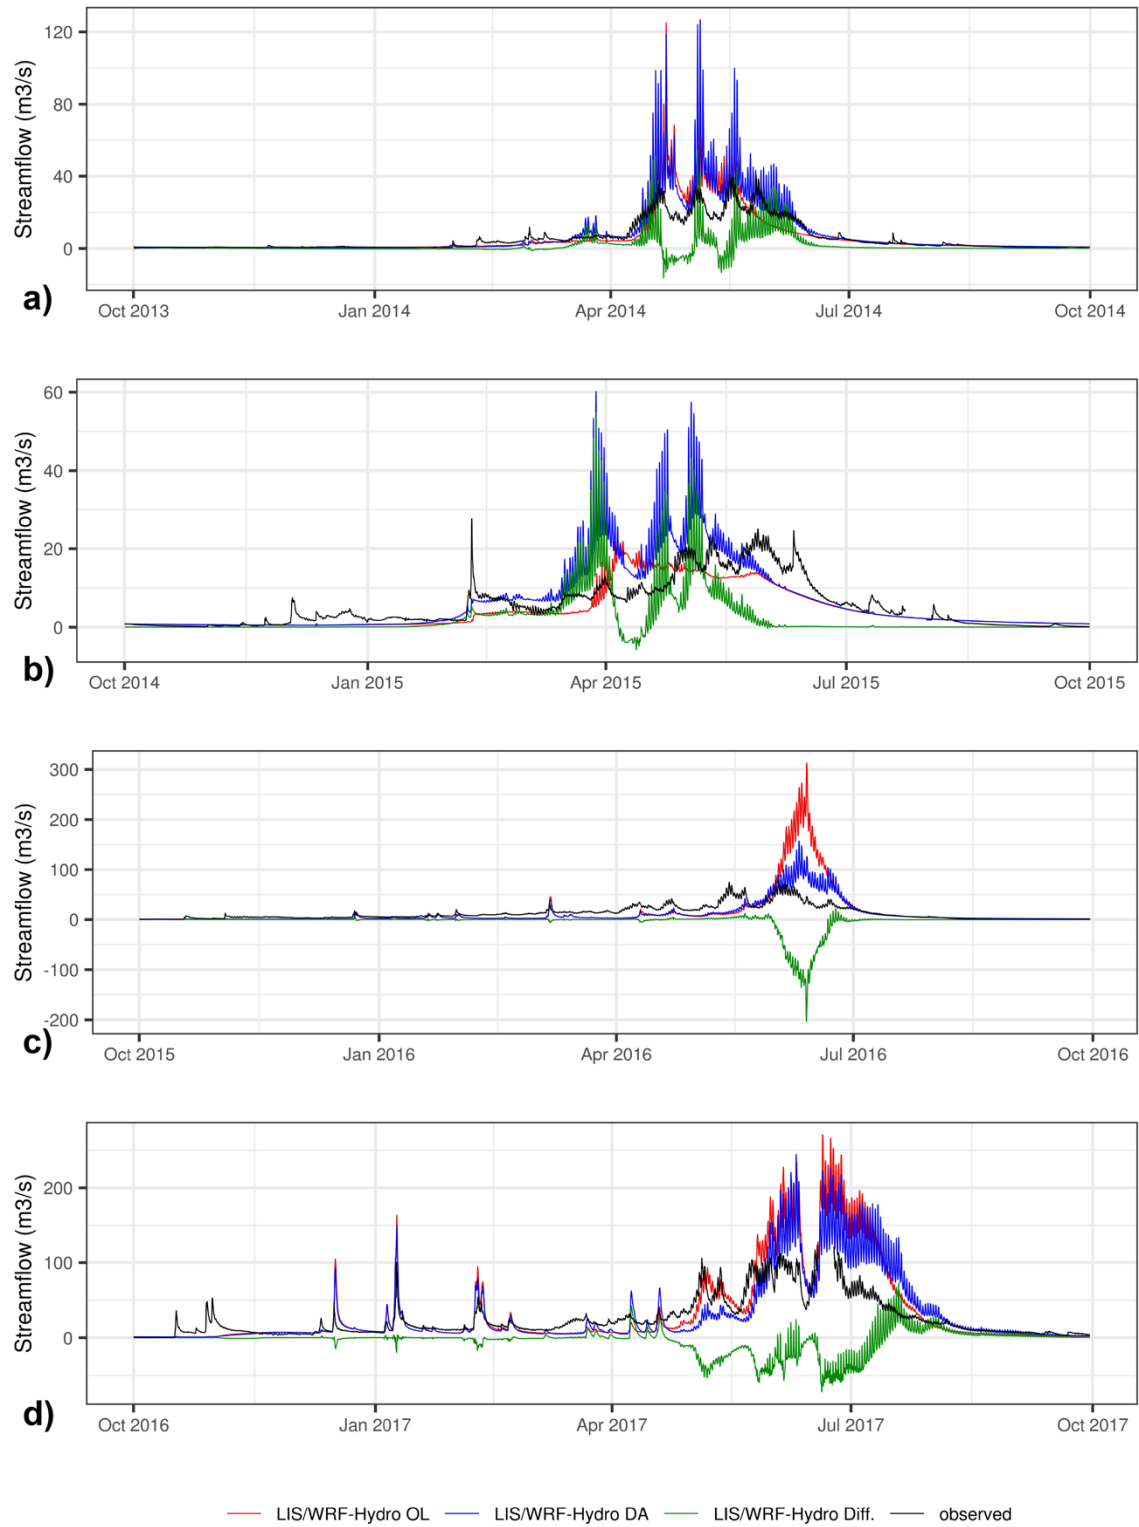 Streamflow (m3/s)
120
80
40
0
a)
Oct 2013 Jan 2014 Apr 2014 Jul 2014 Oct 2014
Streamflow (m3/s)
60
40
20
0
b)
Oct 2014 Jan 2015 Apr 2015 Jul 2015 Oct 2015
Streamflow (m3/s)
300
200
100
0
-100
-200
c)
Oct 2015 Jan 2016 Apr 2016 Jul 2016 Oct 2016
Streamflow (m3/s)
200
100
0
d)
Oct 2016 Jan 2017 Apr 2017 Jul 2017 Oct 2017
LIS/WRF-Hydro OL LIS/WRF-Hydro DA LIS/WRF-Hydro Diff. observed